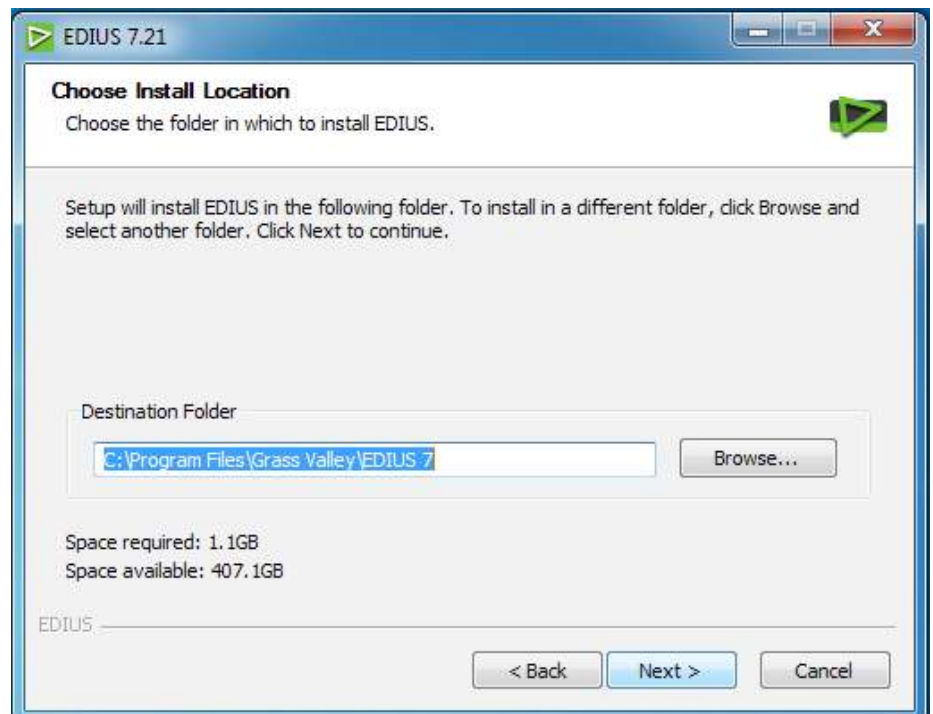 EDIUS 7.21
Choose Install Location
Choose the folder in which to install EDIUS.
Setup will install EDIUS in the following folder. To install in a different folder, click Browse and
select another folder. Click Next to continue.
Destination Folder
C:\Program Files\Grass Valley\EDIUS 7
Browse...
Space required: 1.1GB
Space available: 407.1GB
EDIUS
< Back
Next >
Cancel